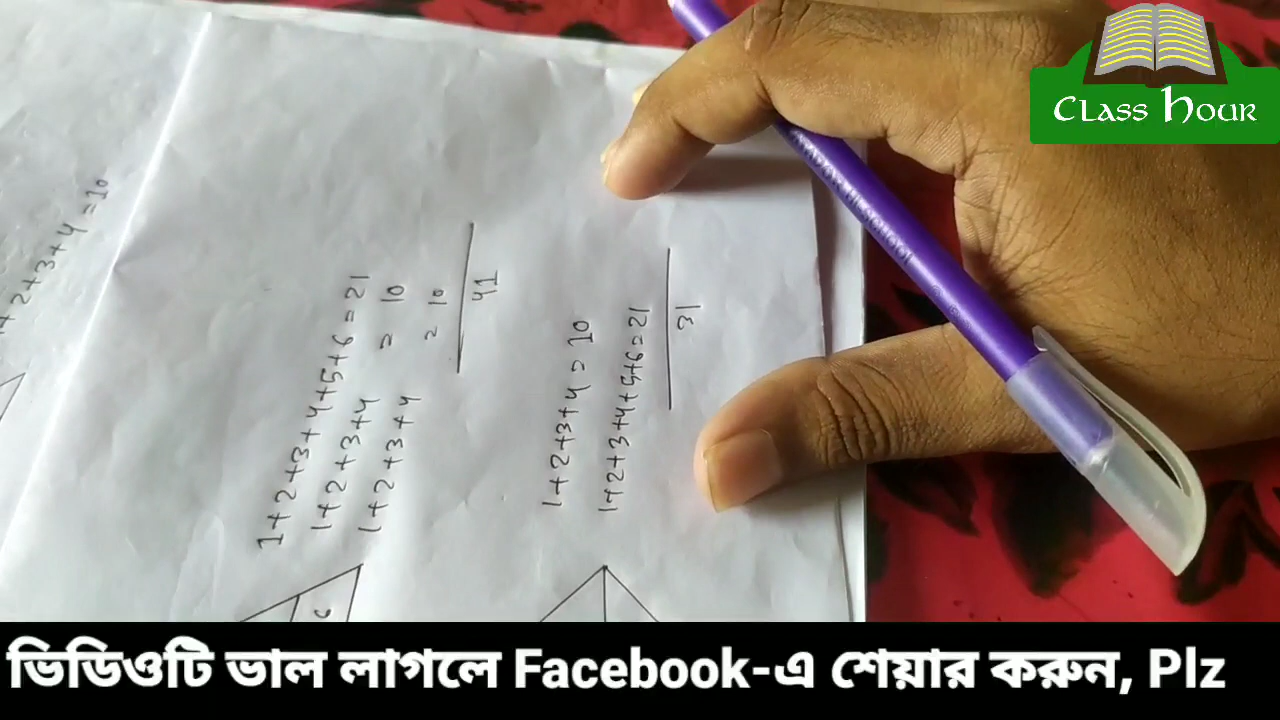 CLASS HOUR
1+2+3+4=10
1+2+3+4+5+6=21
1+2+3+4 = 10
1+2+3+4 = 10
41
1+2+3+4=10
1+2+3+4+5+6=21
31
6
ভিডিওটি ভাল লাগলে Facebook-এ শেয়ার করুন, Plz